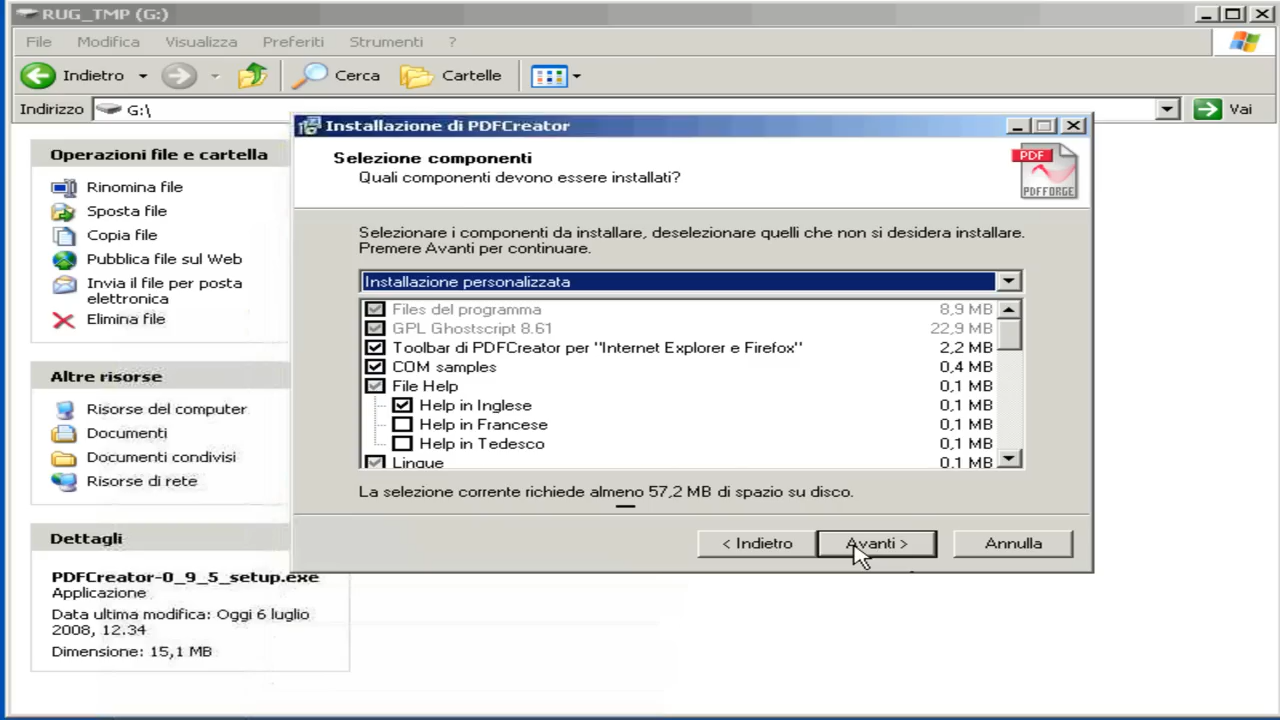 RUG_TMP (G:)
File Modifica Visualizza Preferiti Strumenti ?
Indietro Cerca Cartelle
Indirizzo G:\ Vai
Operazioni file e cartella
Rinomina file
Sposta file
Copia file
Pubblica file sul Web
Invia il file per posta
elettronica
Elimina file
Altre risorse
Risorse del computer
Documenti
Documenti condivisi
Risorse di rete
Dettagli
PDFCreator-0_9_5_setup.exe
Applicazione
Data ultima modifica: Oggi 6 luglio
2008, 12.34
Dimensione: 15,1 MB
Installazione di PDFCreator
Selezione componenti
Quali componenti devono essere installati?
PDF
PDFFORGE
Selezionare i componenti da installare, deselezionare quelli che non si desidera installare.
Premere Avanti per continuare.
Installazione personalizzata
Files del programma 8,9 MB
GPL Ghostscript 8.61 22,9 MB
Toolbar di PDFCreator per "Internet Explorer e Firefox" 2,2 MB
COM samples 0,4 MB
File Help 0,1 MB
Help in Inglese 0,1 MB
Help in Francese 0,1 MB
Help in Tedesco 0,1 MB
Lingue 0,1 MB
La selezione corrente richiede almeno 57,2 MB di spazio su disco.
< Indietro Avanti > Annulla